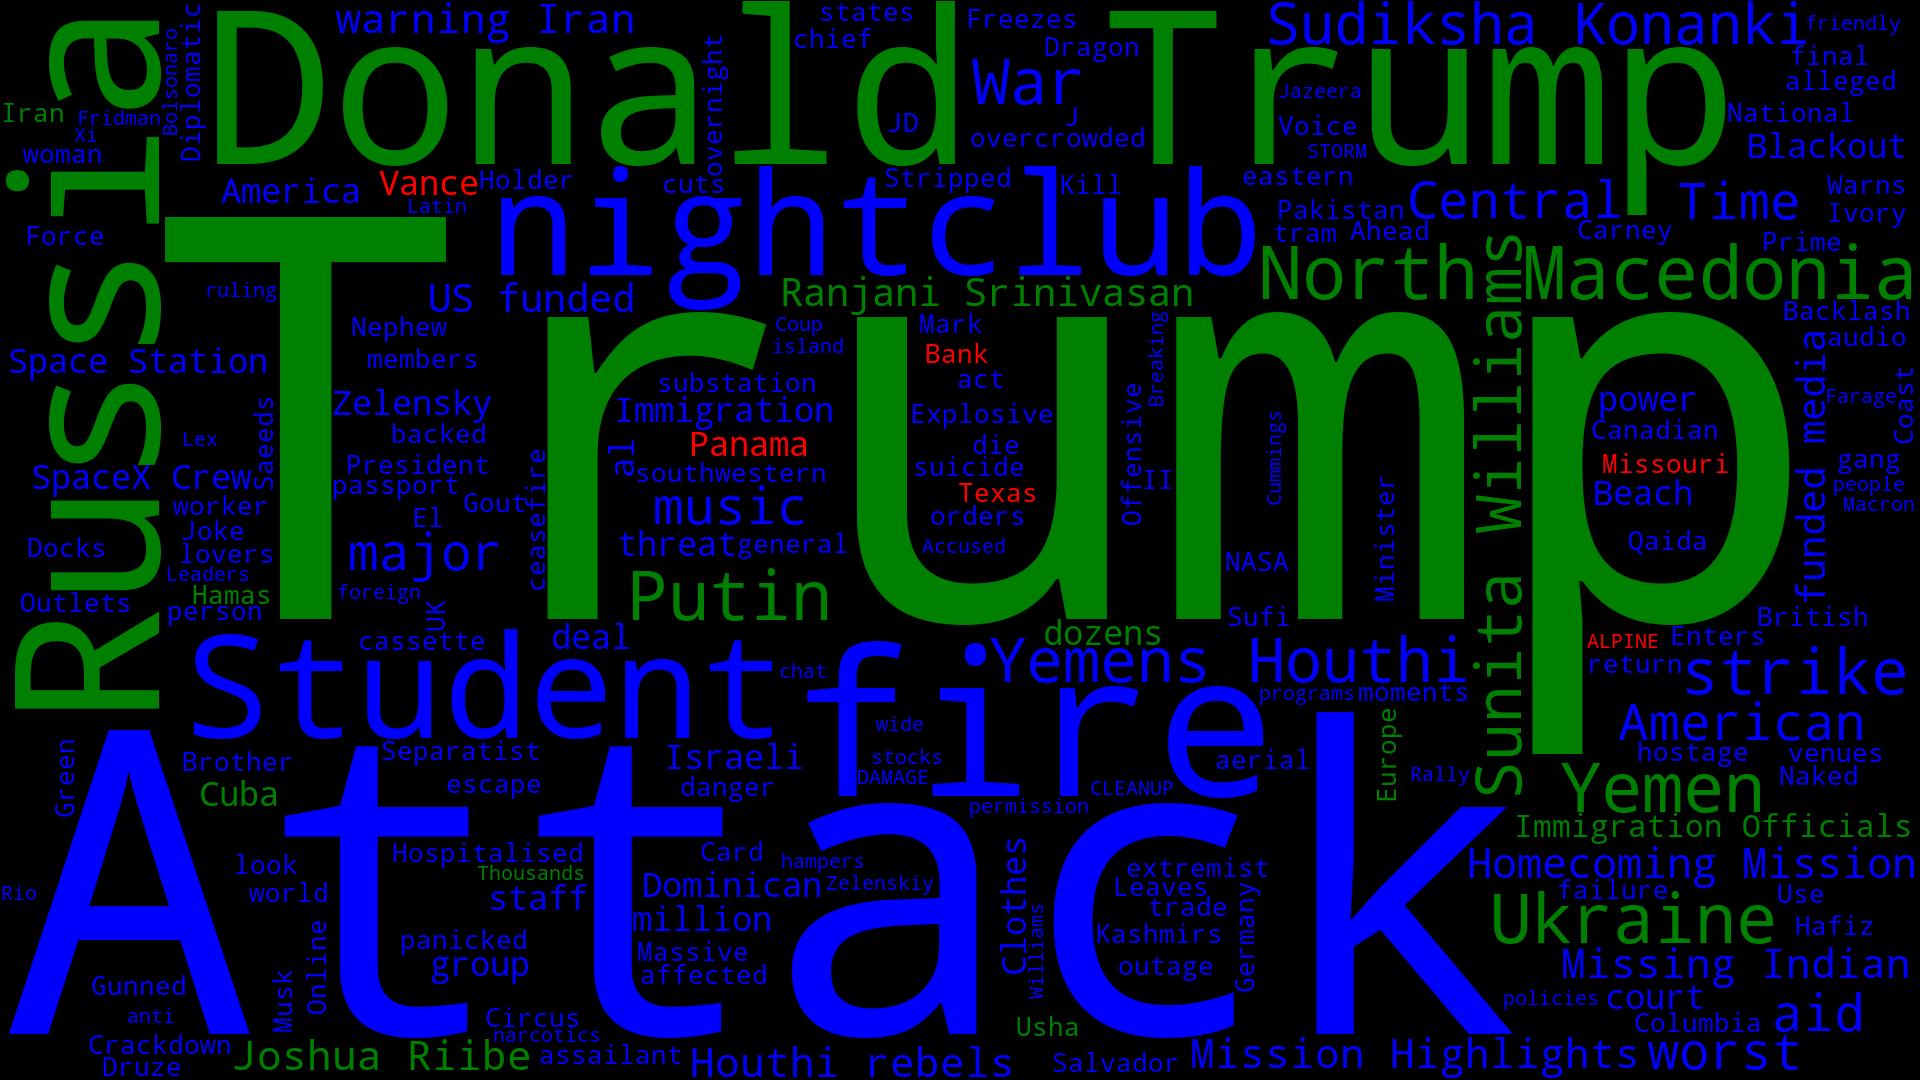 Russia
Donald Trump
warning Iran
states
chief
Freezes
Dragon
Sudiksha Konanki
friendly
final
alleged
Bolsonaro
Diplomatic
overnight
War
J
JD
overcrowded
Jazeera
Voice
STORM
National
Blackout
Iran
Fridman
Xi
woman
America
Vance
Holder
Latin
cuts
nightclub
Stripped
Kill
eastern
Pakistan
Central
Time
Warns
Ivory
tram
Ahead
Carney
Prime
Force
Trump
ruling
US funded
Ranjani Srinivasan
North Macedonia
Sunita Williams
Backlash
audio
funded media
Space Station
Nephew
members
Coup
island
Mark
Bank
act
Breaking
substation
Immigration
Zelensky
backed
Explosive
die
suicide
Offensive
II
Cummings
power
Canadian
Missouri
Beach
Farage
Coast
Lex
Saeeds
SpaceX Crew
President
passport
Gout
ceasefire
al
Panama
southwestern
music
Texas
orders
Accused
gang
people
Macron
worker
Joke
lovers
Leaders
El
major
foreign
threat
general
Docks
Outlets
Hamas
person
UK
Putin
NASA
Minister
Qaida
Sufi
British
cassette
deal
dozens
ALPINE
Enters
return
Student
chat
fire
Yemens Houthi
programs
moments
strike
American
Green
Brother
Cuba
Separatist
escape
Israeli
danger
wide
stocks
DAMAGE
CLEANUP
aerial
Europe
Rally
hostage
venues
Naked
Yemen
permission
Attack
Immigration Officials
look
world
Hospitalised
Thousands
staff
Card
hampers
Dominican
Zelenskiy
million
Clothes
extremist
Leaves
trade
Homecoming Mission
failure
Use
Rio
Ukraine
Hafiz
panicked
group
Massive
affected
Williams
Kashmirs
outage
Germany
Missing Indian
Gunned
anti
Musk
Online
Circus
narcotics
Usha
policies
court
Columbia
aid
Crackdown
Druze
Joshua Riibe
assailant
Houthi rebels
Salvador
Mission Highlights
worst